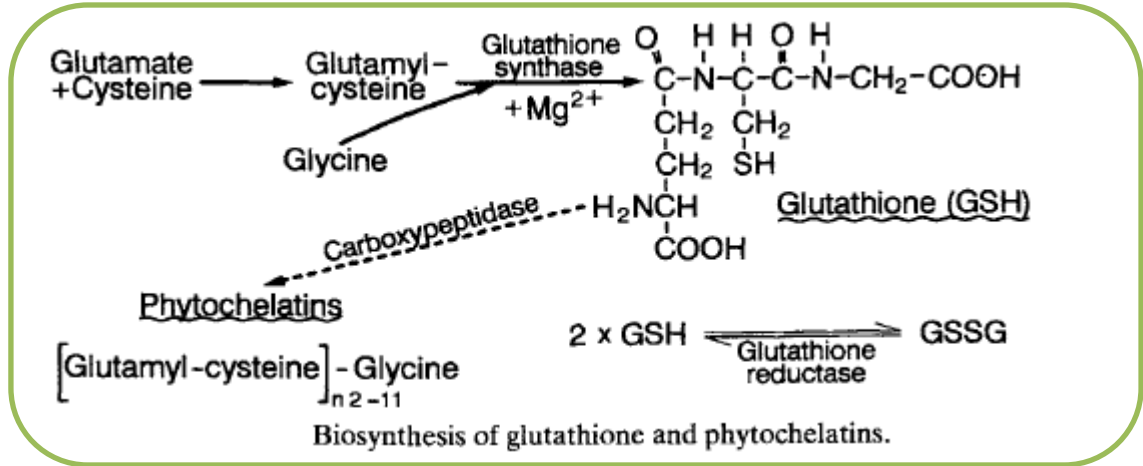 Glutamate
+Cysteine
Glutamyl-
cysteine
Glutathione
synthase
+Mg²⁺
Glycine
O H H O H
C-N-C-C-N-CH₂-COOH
CH₂ CH₂
CH₂ SH
H₂NCH
COOH
Glutathione (GSH)
Carboxypeptidase
Phytochelatins
[Glutamyl-cysteine]n 2-11-Glycine
2 x GSH
GSSG
Glutathione
reductase
Biosynthesis of glutathione and phytochelatins.